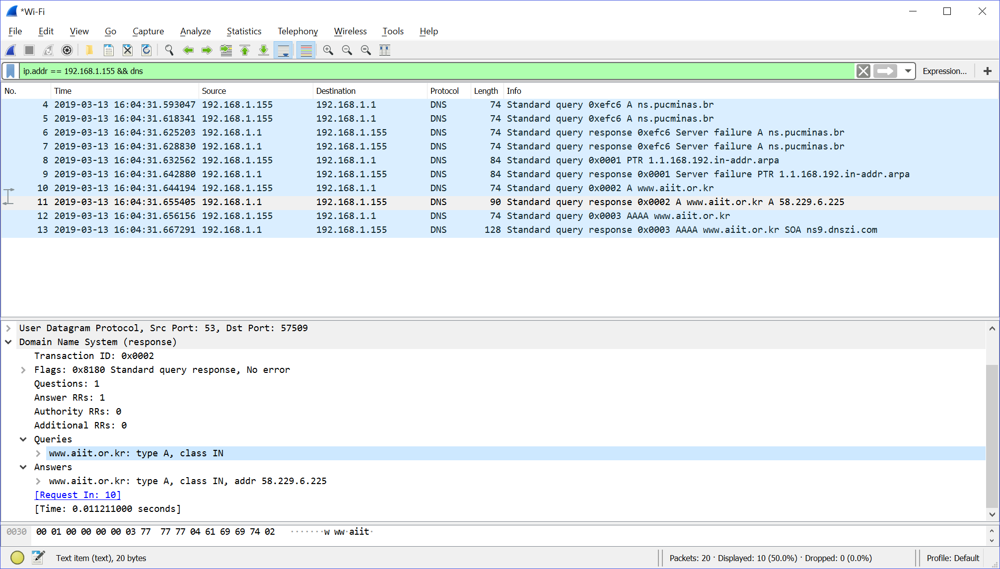 *Wi-Fi
File Edit View Go Capture Analyze Statistics Telephony Wireless Tools Help
ip.addr == 192.168.1.155 && dns Expression... +
No. Time Source Destination Protocol Length Info
4 2019-03-13 16:04:31.593047 192.168.1.155 192.168.1.1 DNS 74 Standard query 0xefc6 A ns.pucminas.br
5 2019-03-13 16:04:31.618341 192.168.1.155 192.168.1.1 DNS 74 Standard query 0xefc6 A ns.pucminas.br
6 2019-03-13 16:04:31.625203 192.168.1.1 192.168.1.155 DNS 74 Standard query response 0xefc6 Server failure A ns.pucminas.br
7 2019-03-13 16:04:31.628830 192.168.1.1 192.168.1.155 DNS 74 Standard query response 0xefc6 Server failure A ns.pucminas.br
8 2019-03-13 16:04:31.632562 192.168.1.155 192.168.1.1 DNS 84 Standard query 0x0001 PTR 1.1.168.192.in-addr.arpa
9 2019-03-13 16:04:31.642880 192.168.1.1 192.168.1.155 DNS 84 Standard query response 0x0001 Server failure PTR 1.1.168.192.in-addr.arpa
10 2019-03-13 16:04:31.644194 192.168.1.155 192.168.1.1 DNS 74 Standard query 0x0002 A www.aiit.or.kr
11 2019-03-13 16:04:31.655405 192.168.1.1 192.168.1.155 DNS 90 Standard query response 0x0002 A www.aiit.or.kr A 58.229.6.225
12 2019-03-13 16:04:31.656156 192.168.1.155 192.168.1.1 DNS 74 Standard query 0x0003 AAAA www.aiit.or.kr
13 2019-03-13 16:04:31.667291 192.168.1.1 192.168.1.155 DNS 128 Standard query response 0x0003 AAAA www.aiit.or.kr SOA ns9.dnszi.com
User Datagram Protocol, Src Port: 53, Dst Port: 57509
Domain Name System (response)
Transaction ID: 0x0002
Flags: 0x8180 Standard query response, No error
Questions: 1
Answer RRs: 1
Authority RRs: 0
Additional RRs: 0
Queries
www.aiit.or.kr: type A, class IN
Answers
www.aiit.or.kr: type A, class IN, addr 58.229.6.225
[Request In: 10]
[Time: 0.011211000 seconds]
0030 00 01 00 00 00 00 03 77 77 77 04 61 69 69 74 02 ·······w ww·aiit·
Text item (text), 20 bytes Packets: 20 · Displayed: 10 (50.0%) · Dropped: 0 (0.0%) Profile: Default